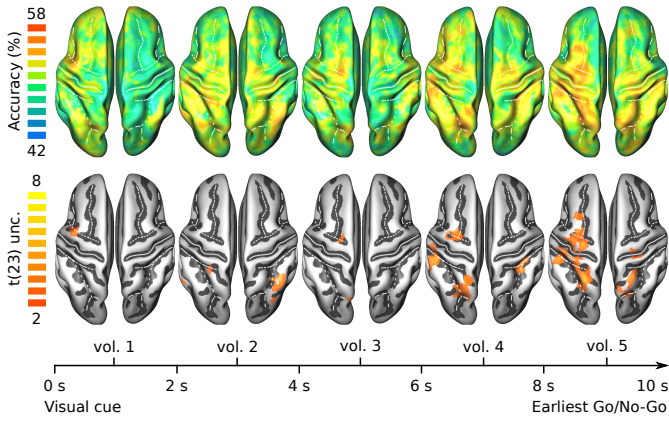 58
Accuracy (%)
42
8
t(23) unc.
2
vol. 1 vol. 2 vol. 3 vol. 4 vol. 5
0 s 2 s 4 s 6 s 8 s 10 s
Visual cue Earliest Go/No-Go